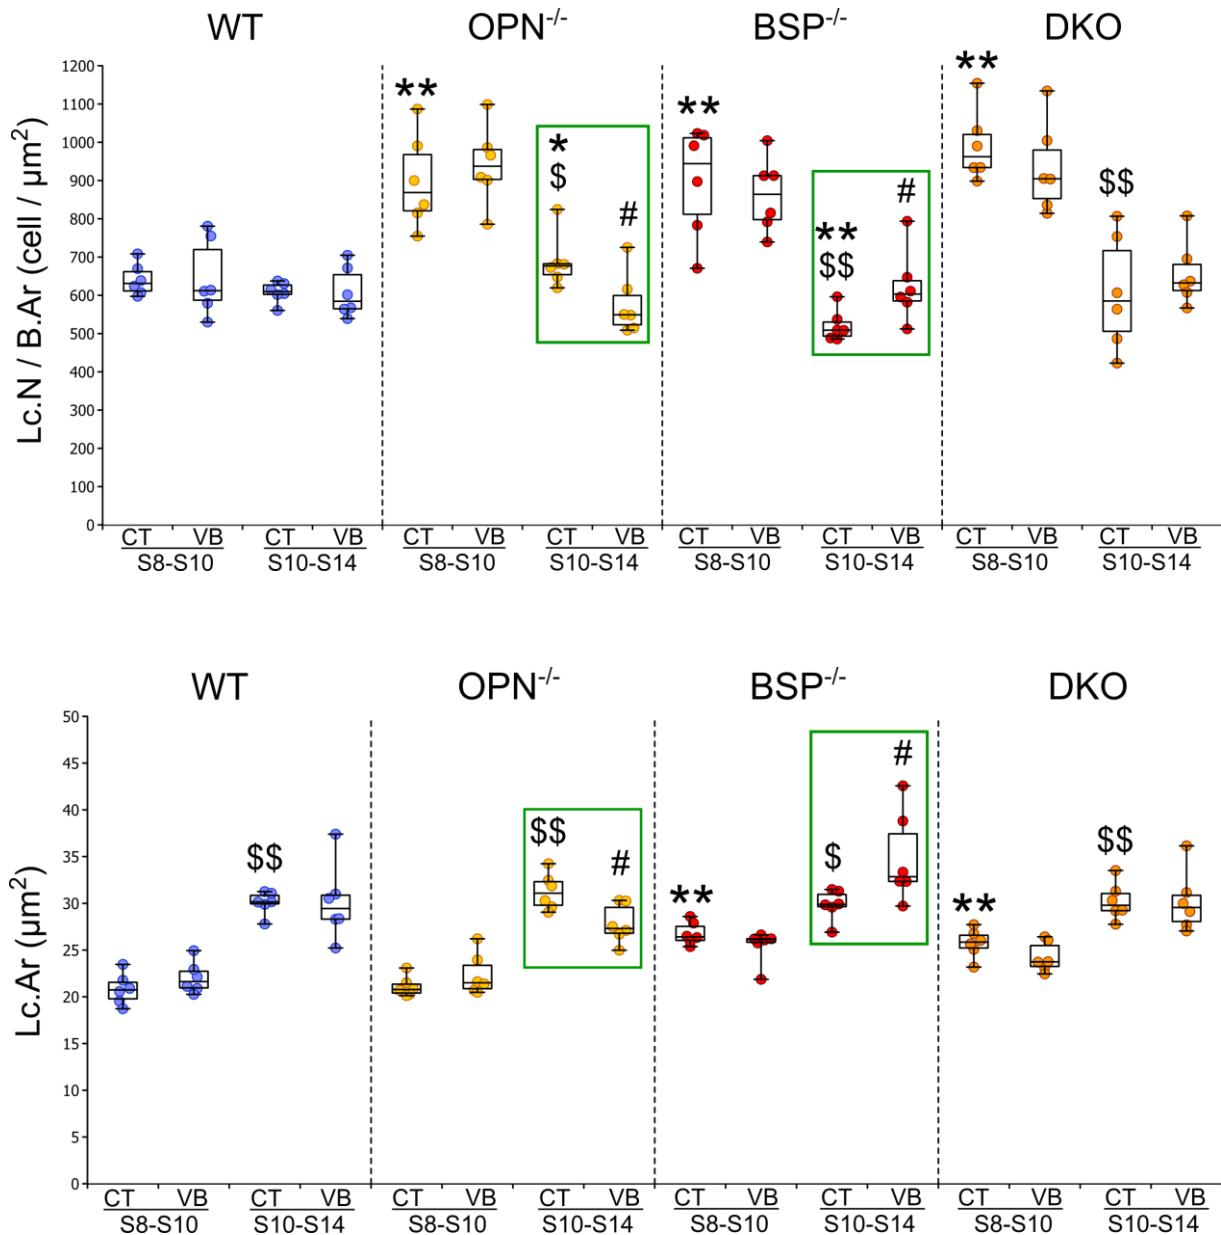 WT OPN-/- BSP-/- DKO
Lc.N / B.Ar (cell / µm²)
1200
1100
1000
900
800
700
600
500
400
300
200
100
0
** ** **
*
$ # **
$$ # $$
CT VB CT VB CT VB CT VB CT VB CT VB CT VB CT VB
S8-S10 S10-S14 S8-S10 S10-S14 S8-S10 S10-S14 S8-S10 S10-S14
WT OPN-/- BSP-/- DKO
Lc.Ar (µm²)
50
45
40
35
30
25
20
15
10
5
0
$$ $$ # ** $ # ** $$
CT VB CT VB CT VB CT VB CT VB CT VB CT VB CT VB
S8-S10 S10-S14 S8-S10 S10-S14 S8-S10 S10-S14 S8-S10 S10-S14